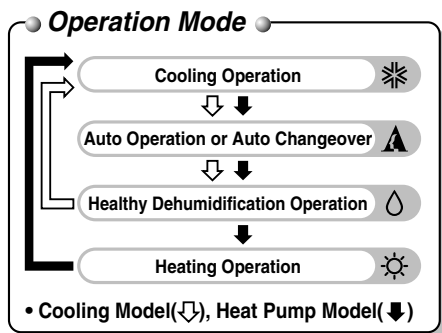 Operation Mode
Cooling Operation
Auto Operation or Auto Changeover
Healthy Dehumidification Operation
Heating Operation
• Cooling Model(⇩), Heat Pump Model(⬇)